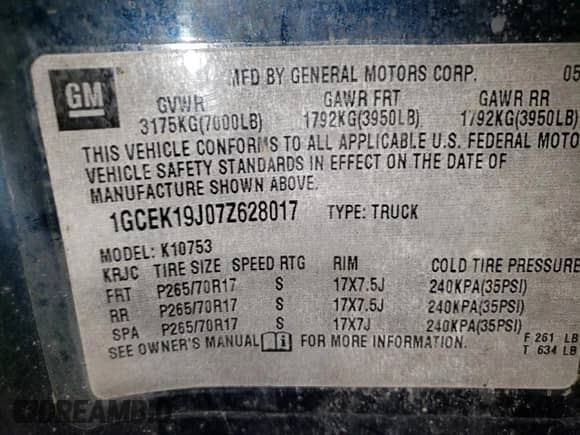 MFD BY GENERAL MOTORS CORP. 05
GM
GVWR GAWR FRT GAWR RR
3175KG(7000LB) 1792KG(3950LB) 1792KG(3950LB)
THIS VEHICLE CONFORMS TO ALL APPLICABLE U.S. FEDERAL MOTO
VEHICLE SAFETY STANDARDS IN EFFECT ON THE DATE OF
MANUFACTURE SHOWN ABOVE.
1GCEK19J07Z628017 TYPE: TRUCK
MODEL: K10753
KRJC TIRE SIZE SPEED RTG RIM COLD TIRE PRESSURE
FRT P265/70R17 S 17X7.5J 240KPA(35PSI)
RR P265/70R17 S 17X7.5J 240KPA(35PSI)
SPA P265/70R17 S 17X7J 240KPA(35PSI)
SEE OWNER'S MANUAL FOR MORE INFORMATION. F 261 LB
T 634 LB
DREAMBID